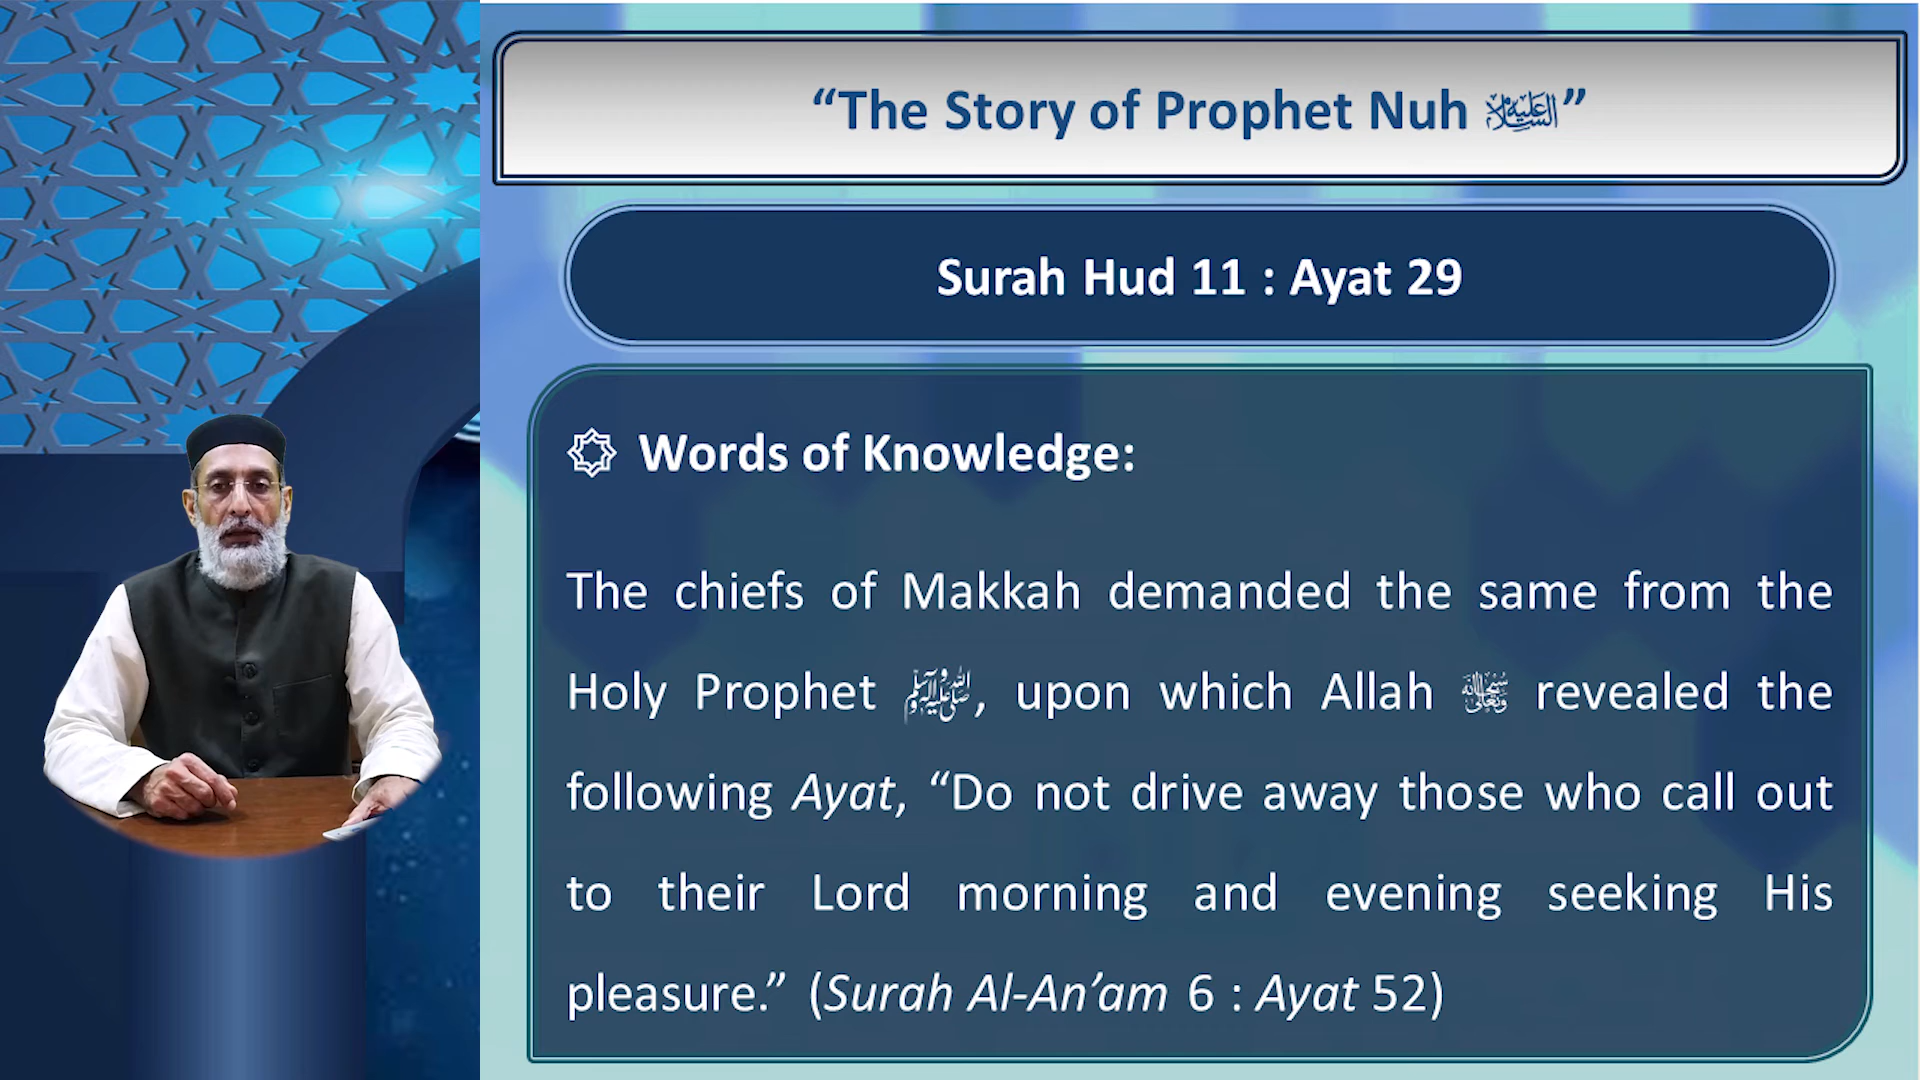 “The Story of Prophet Nuh عليه السلام”
Surah Hud 11 : Ayat 29
Words of Knowledge:
The chiefs of Makkah demanded the same from the
Holy Prophet ﷺ, upon which Allah سبحانه وتعالى revealed the
following Ayat, “Do not drive away those who call out
to their Lord morning and evening seeking His
pleasure.” (Surah Al-An’am 6 : Ayat 52)